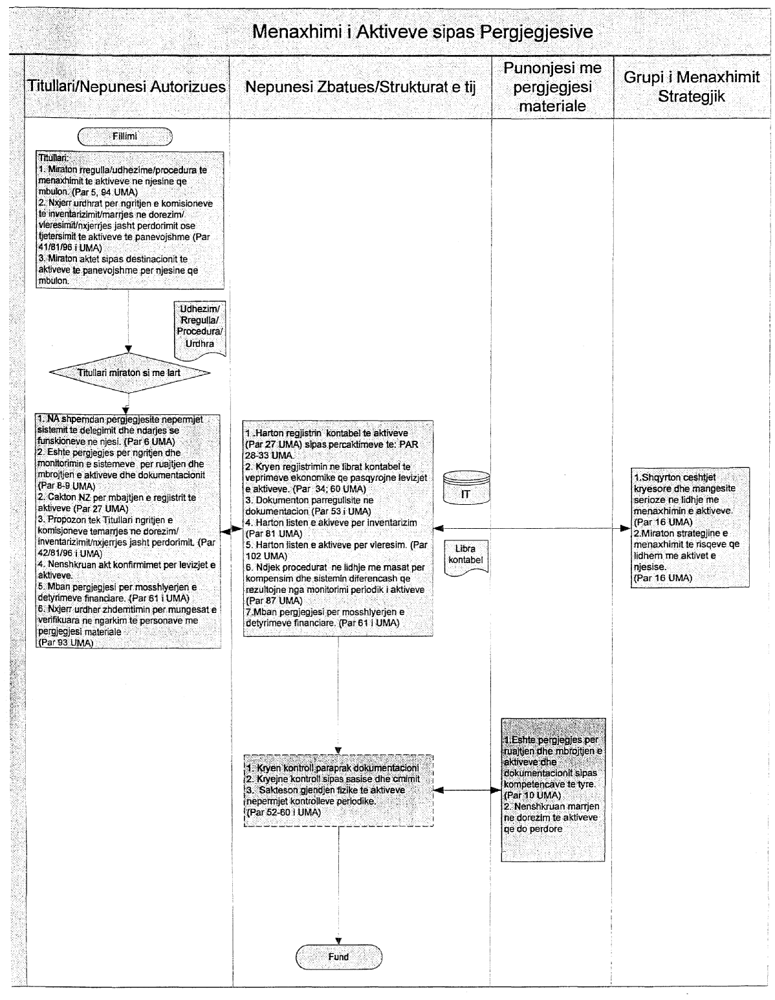 Menaxhimi i Aktiveve sipas Pergjegjesive
Titullari/Nepunesi Autorizues
Nepunesi Zbatues/Strukturat e tij
Punonjesi me
pergjegjesi
materiale
Grupi i Menaxhimit
Strategjik
Fillimi
Titullari:
1. Miraton rregulla/udhezime/procedura te
menaxhimit te aktiveve ne njesine qe
mbulon. (Par 5, 94 UMA)
2. Nxjerr urdhrat per ngritjen e komisioneve
te inventarizimit/marrjes ne dorezim/
vleresimit/nxjerrjes jasht perdorimit ose
tjetersimit te aktiveve te panevojshme (Par
41/81/96 i UMA)
3. Miraton aktet sipas destinacionit te
aktiveve te panevojshme per njesine qe
mbulon.
Udhezim/
Rregulla/
Procedura/
Urdhra
Titullari miraton si me lart
1. NA shperndan pergjegjesite nepermjet
sistemit te delegimit dhe ndarjes se
funskioneve ne njesi. (Par 6 UMA)
2. Eshte pergjegjes per ngritjen dhe
monitorimin e sistemeve per ruajtjen dhe
mbrojtjen e aktiveve dhe dokumentacionit
(Par 8-9 UMA)
2. Cakton NZ per mbajtjen e regjistrit te
aktiveve (Par 27 UMA)
3. Propozon tek Titullari ngritjen e
komisjoneve temarrjes ne dorezim/
inventarizimit/nxjerrjes jasht perdorimit. (Par
42/81/96 i UMA)
4. Nenshkruan akt konfirmimet per levizjet e
aktiveve.
5. Mban pergjegjesi per mosshlyerjen e
detyrimeve financiare. (Par 61 i UMA)
6. Nxjerr urdher zhdemtimin per mungesat e
verifikuara ne ngarkim te personave me
pergjegjesi materiale
(Par 93 UMA)
1 .Harton regjistrin kontabel te aktiveve
(Par 27 UMA) sipas percaktimeve te: PAR
28-33 UMA.
2. Kryen regjistrimin ne librat kontabel te
veprimeve ekonomike qe pasqyrojne levizjet
e aktiveve. (Par 34; 60 UMA)
3. Dokumenton parregullsite ne
dokumentacion (Par 53 i UMA)
4. Harton listen e akiveve per inventarizim
(Par 81 UMA)
5. Harton listen e aktiveve per vleresim. (Par
102 UMA)
6. Ndjek procedurat ne lidhje me masat per
kompensim dhe sistemin diferencash qe
rezultojne nga monitorimi periodik i aktiveve
(Par 87 UMA)
7.Mban pergjegjesi per mosshlyerjen e
detyrimeve financiare. (Par 61 i UMA)
IT
Libra
kontabel
1.Shqyrton ceshtjet
kryesore dhe mangesite
serioze ne lidhje me
menaxhimin e aktiveve.
(Par 16 UMA)
2.Miraton strategjine e
menaxhimit te risqeve qe
lidhem me aktivet e
njesise.
(Par 16 UMA)
1. Kryen kontroll paraprak dokumentacioni
2. Kryejne kontroll sipas sasise dhe cmimit
3. Sakteson gjendjen fizike te aktiveve
nepermjet kontrolleve periodike.
(Par 52-60 i UMA)
1.Eshte pergjegjes per
ruajtjen dhe mbrojtjen e
aktiveve dhe
dokumentacionit sipas
kompetencave te tyre.
(Par 10 UMA)
2. Nenshkruan marrjen
ne dorezim te aktiveve
qe do perdore
Fund